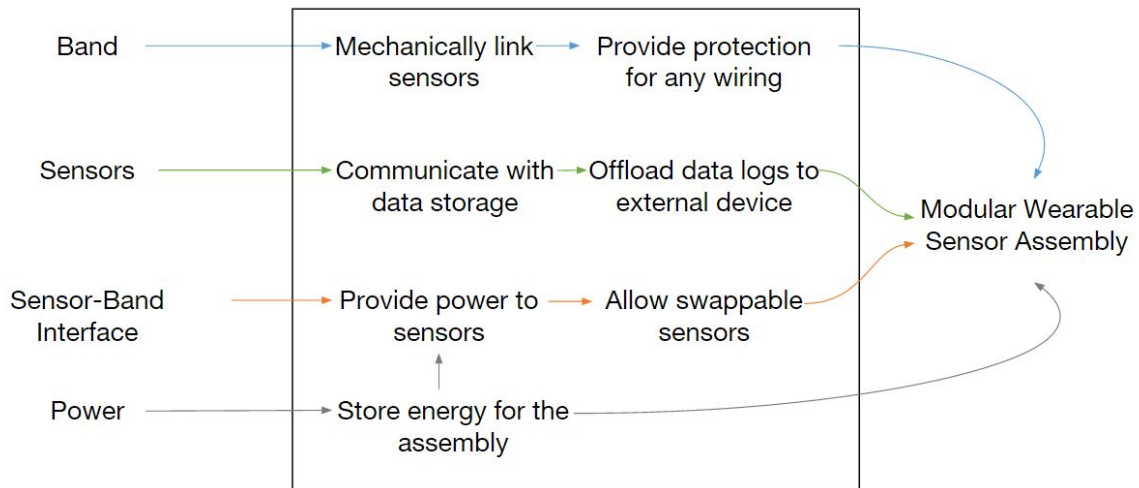 Band
Mechanically link
sensors
Provide protection
for any wiring
Sensors
Communicate with
data storage
Offload data logs to
external device
Modular Wearable
Sensor Assembly
Sensor-Band
Interface
Provide power to
sensors
Allow swappable
sensors
Power
Store energy for the
assembly